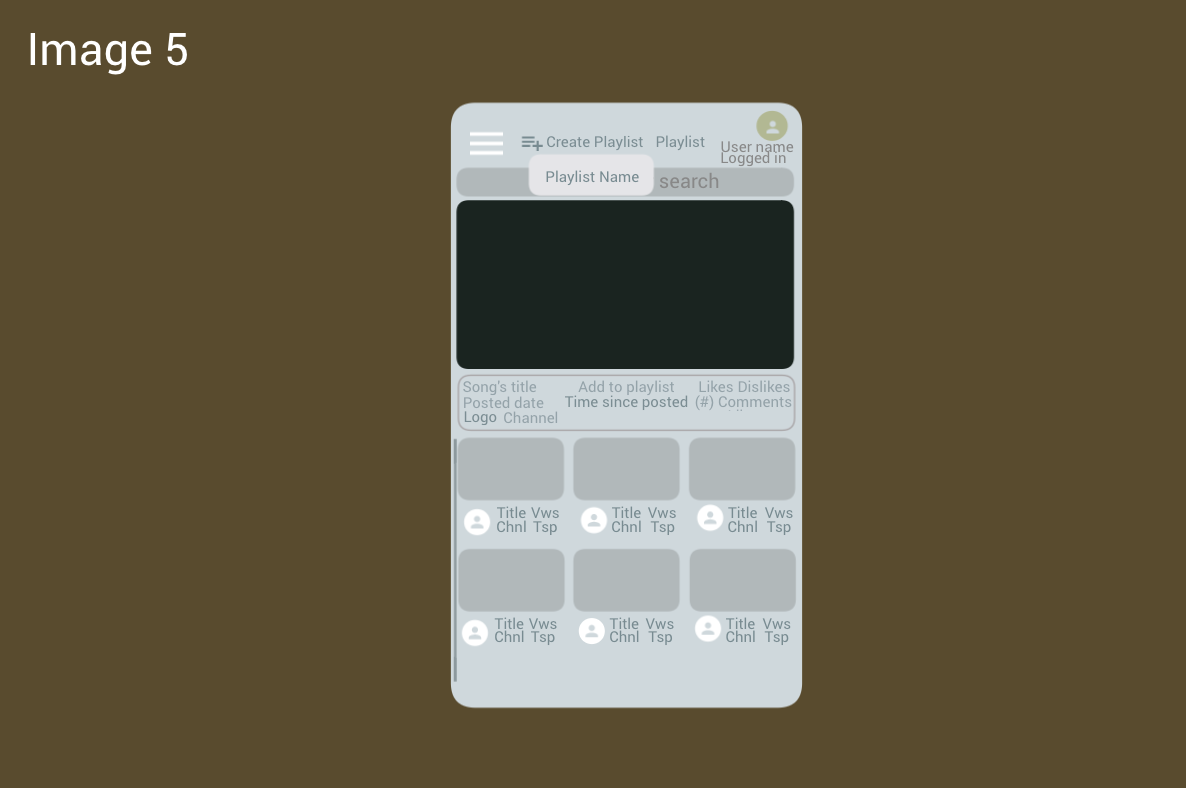 Image 5
Create Playlist Playlist
User name
Logged in
Playlist Name
search
Song's title Add to playlist Likes Dislikes
Posted date Time since posted (#) Comments
Logo Channel
Title Vws Title Vws Title Vws
Chnl Tsp Chnl Tsp Chnl Tsp
Title Vws Title Vws Title Vws
Chnl Tsp Chnl Tsp Chnl Tsp